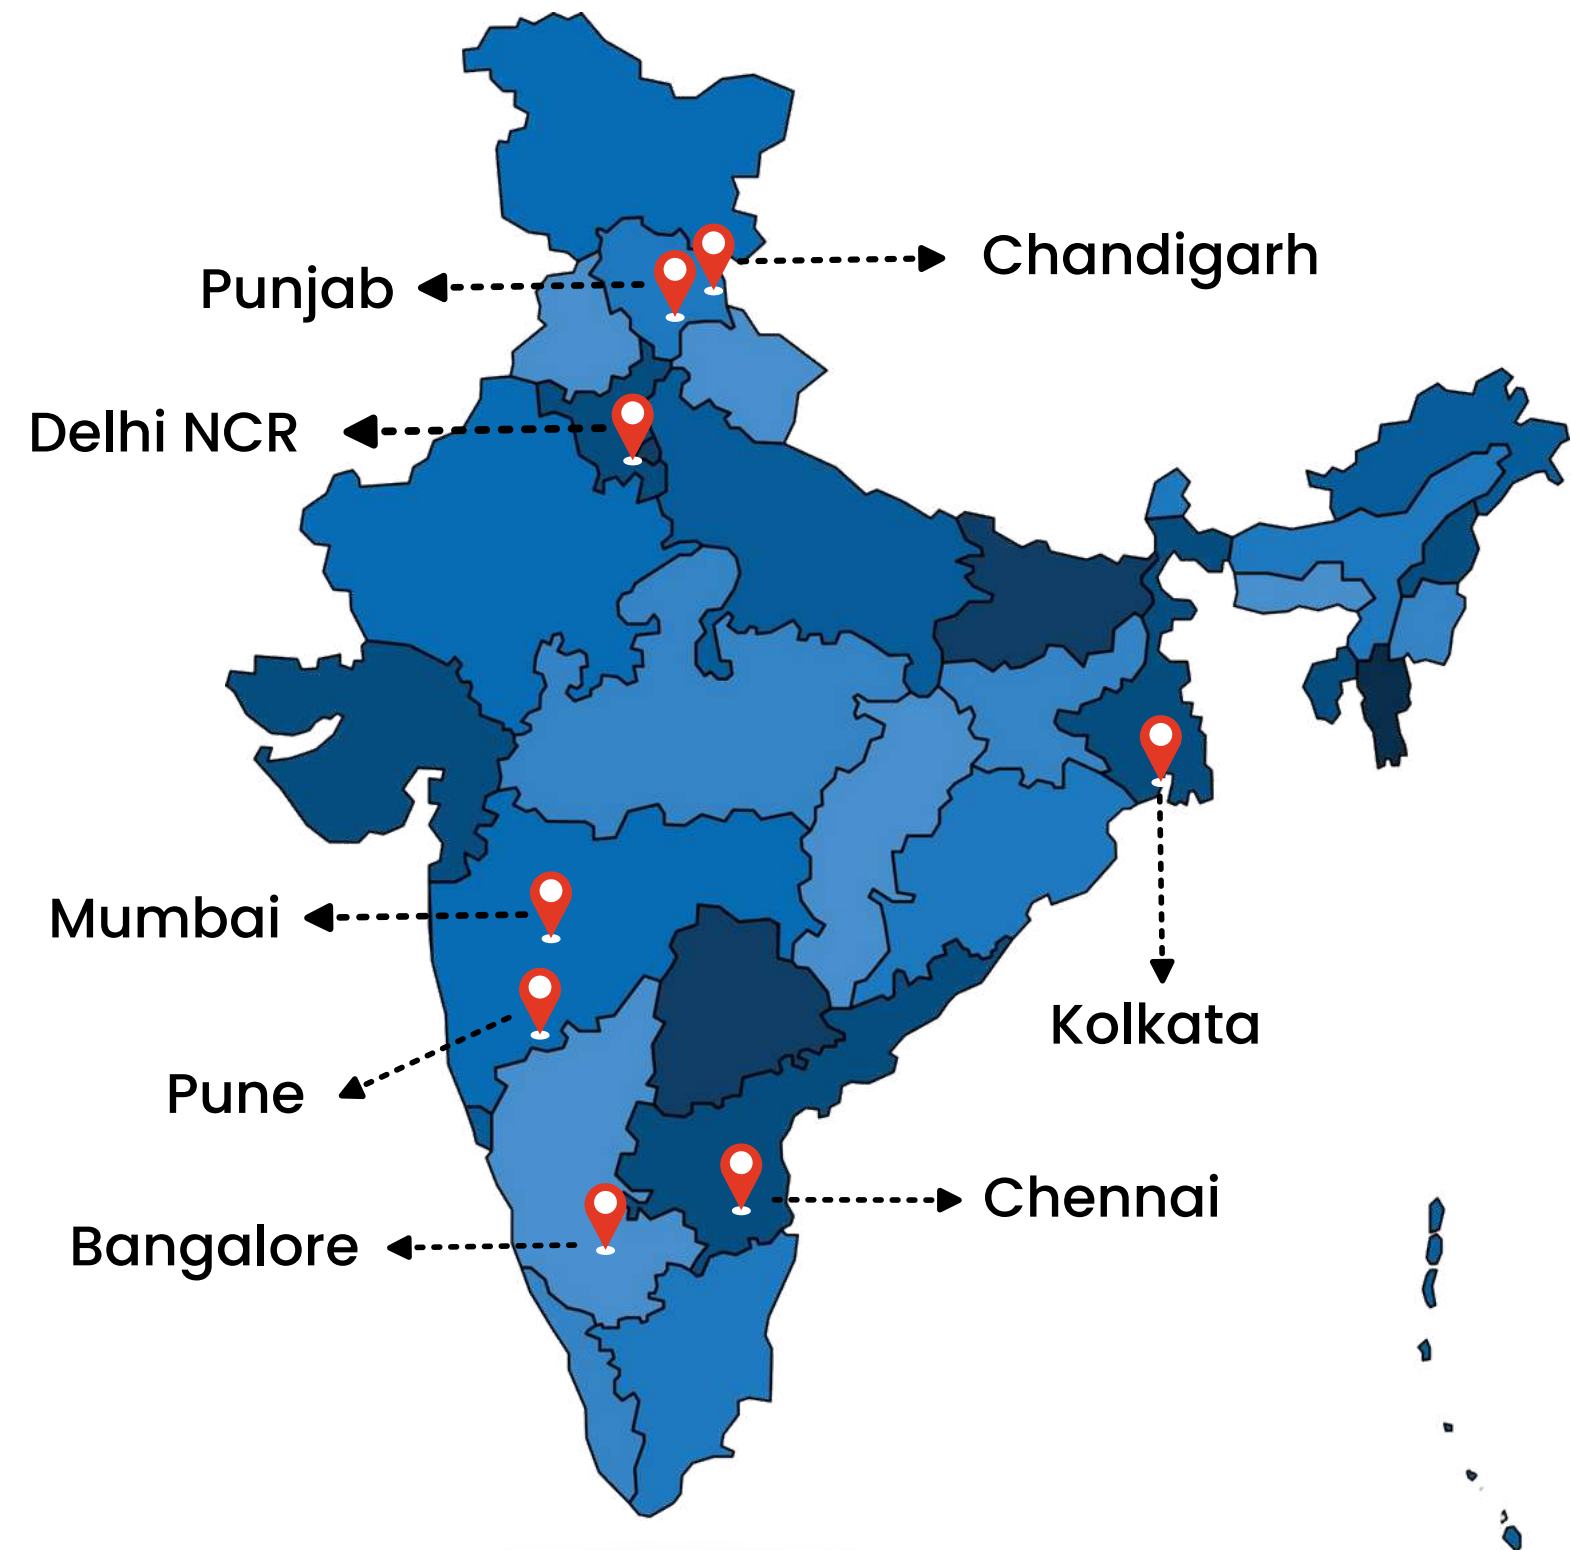 Chandigarh
Punjab
Delhi NCR
Mumbai
Kolkata
Pune
Chennai
Bangalore